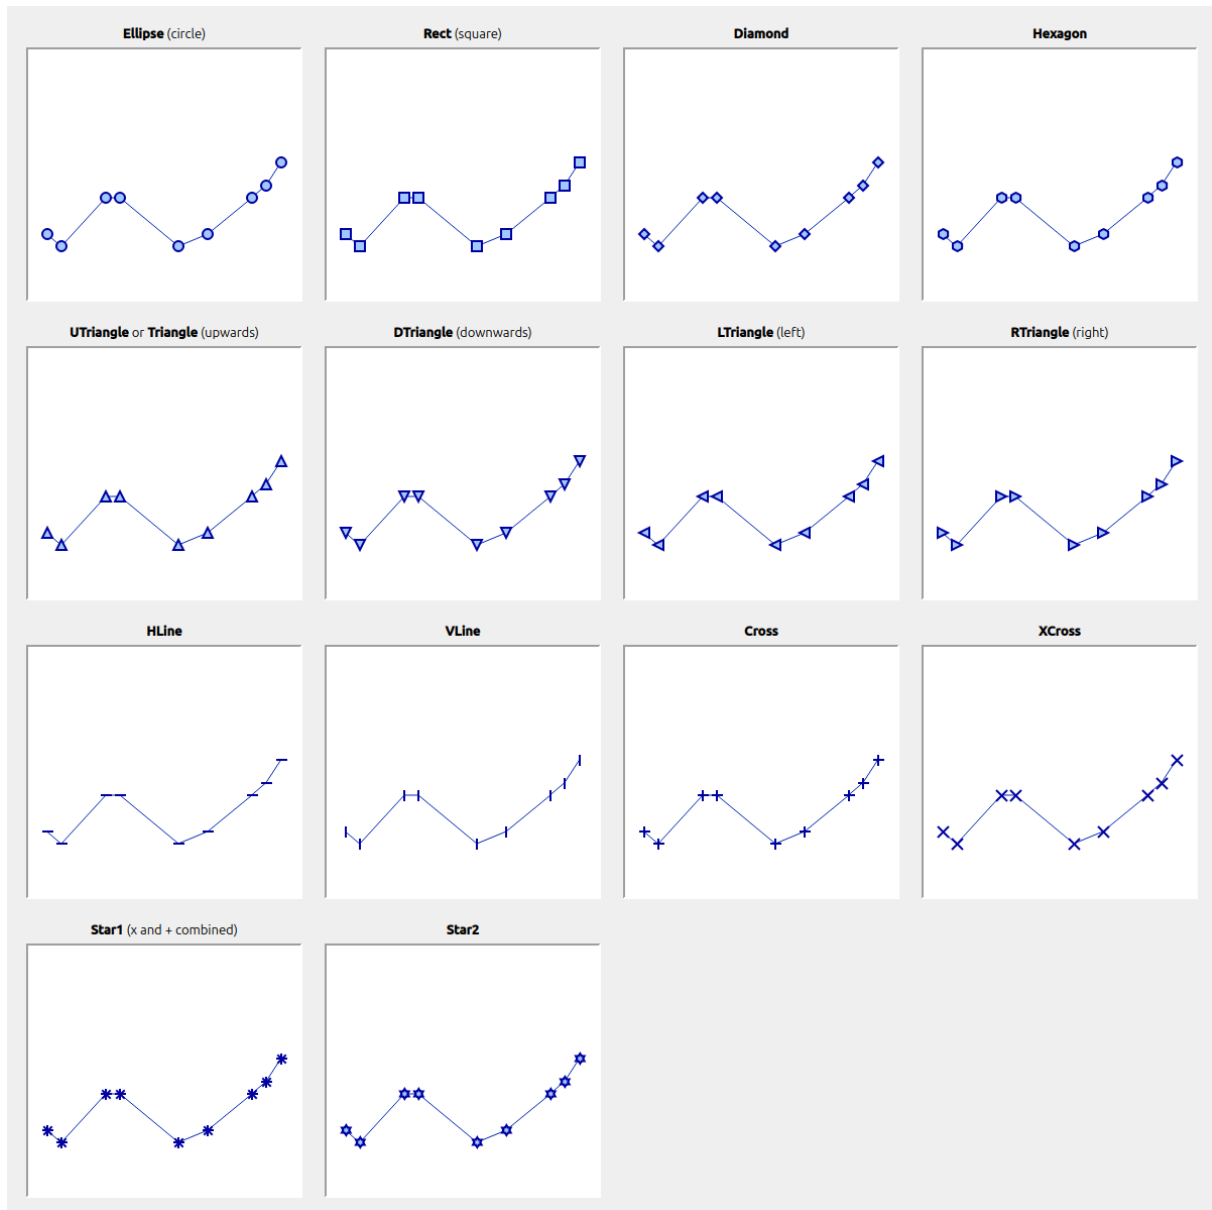 Ellipse (circle)
Rect (square)
Diamond
Hexagon
UTriangle or Triangle (upwards)
DTriangle (downwards)
LTriangle (left)
RTriangle (right)
HLine
VLine
Cross
XCross
Star1 (x and + combined)
Star2